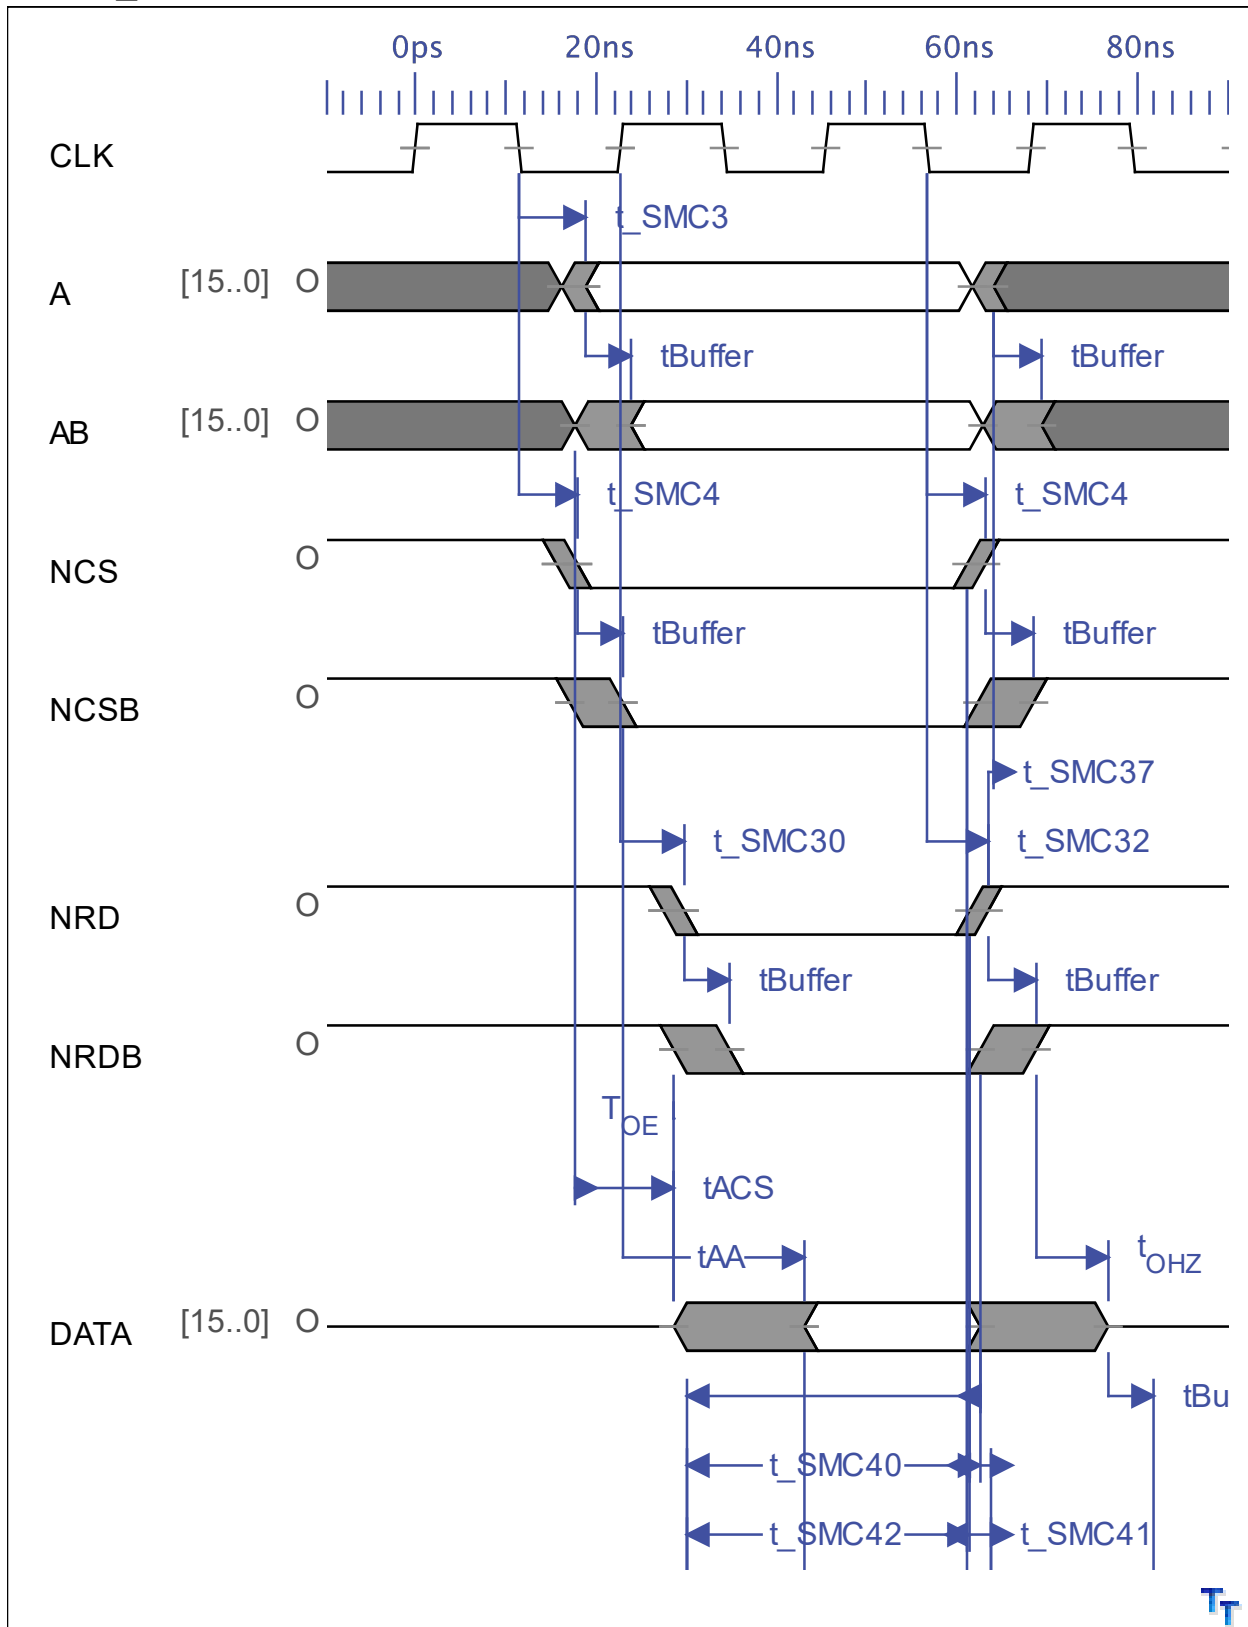 0ps 20ns 40ns 60ns 80ns
CLK
t_SMC3
A [15..0] O
tBuffer tBuffer
AB [15..0] O
t_SMC4 t_SMC4
NCS O
tBuffer tBuffer
NCSB O
t_SMC37
t_SMC30 t_SMC32
NRD O
tBuffer tBuffer
NRDB O
TOE
tACS
tAA tOHZ
DATA [15..0] O
tBu
t_SMC40
t_SMC42 t_SMC41
TT